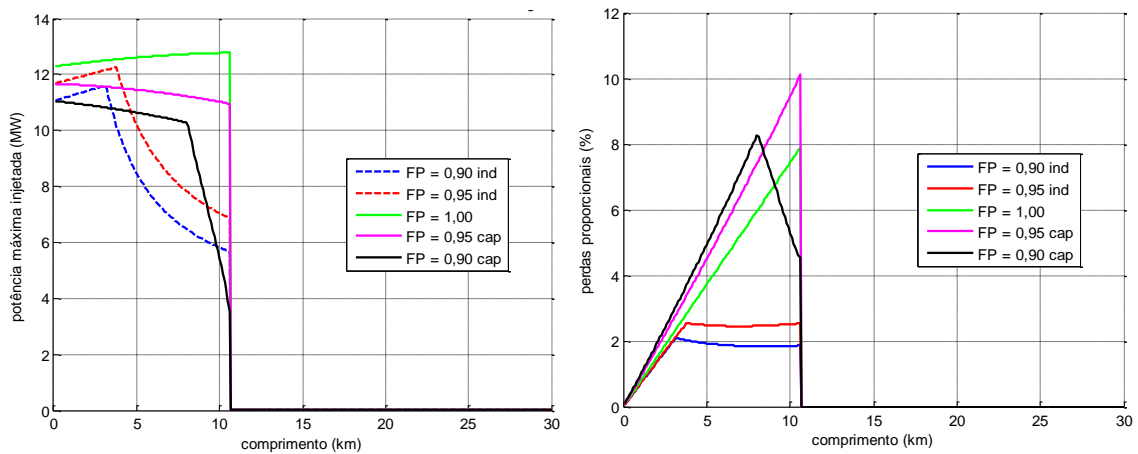 potência máxima injetada (MW)
14
12
10
8
6
4
2
0
0 5 10 15 20 25 30
comprimento (km)
FP = 0,90 ind
FP = 0,95 ind
FP = 1,00
FP = 0,95 cap
FP = 0,90 cap
perdas proporcionais (%)
12
10
8
6
4
2
0
0 5 10 15 20 25 30
comprimento (km)
FP = 0,90 ind
FP = 0,95 ind
FP = 1,00
FP = 0,95 cap
FP = 0,90 cap